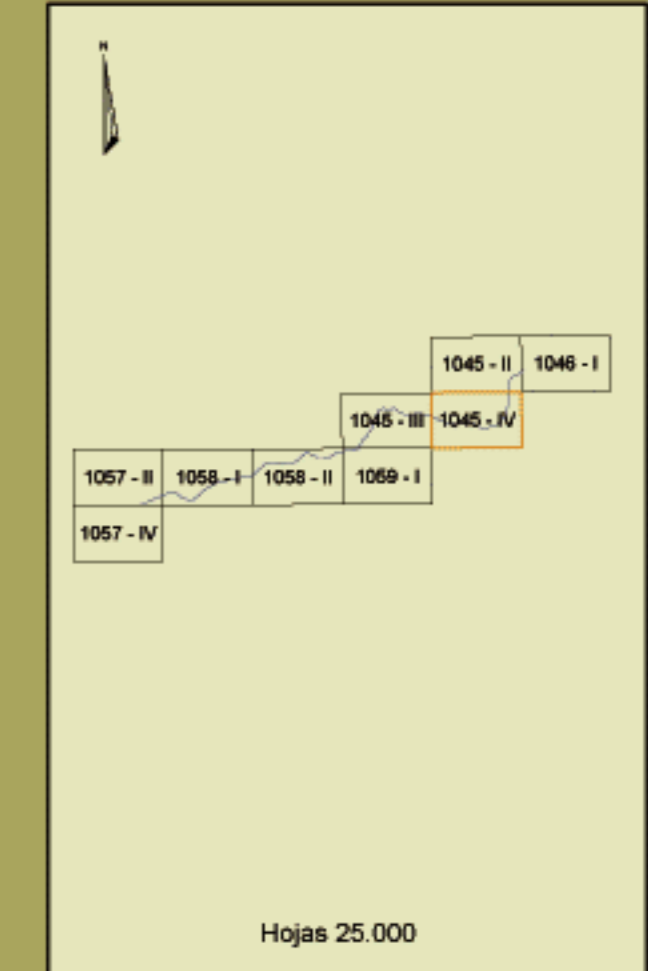 N
1045 - II 1046 - I
1045 - III 1045 - IV
1057 - II 1058 - I 1058 - II 1059 - I
1057 - IV
Hojas 25.000